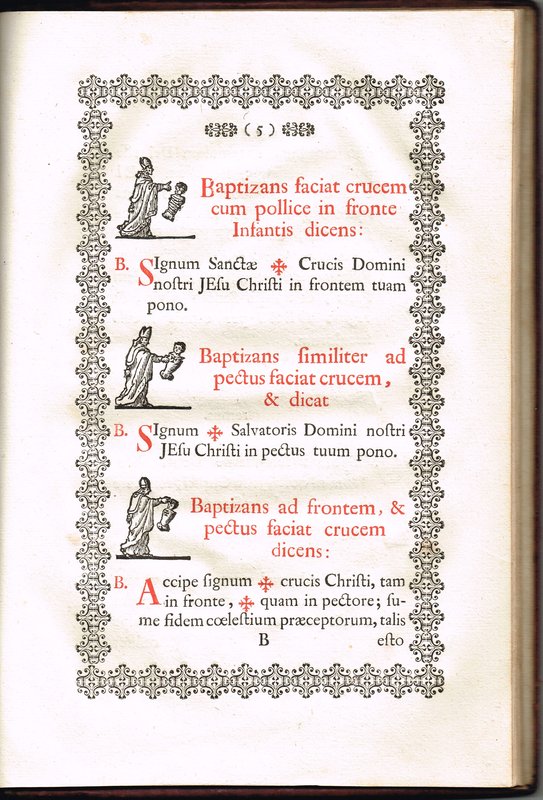 ( 5 )
Baptizans faciat crucem
cum pollice in fronte
Infantis dicens:
B. SIgnum Sanctæ ✠ Crucis Domini
noſtri JEſu Chriſti in frontem tuam
pono.
Baptizans ſimiliter ad
pectus faciat crucem,
& dicat
B. SIgnum ✠ Salvatoris Domini noſtri
JEſu Chriſti in pectus tuum pono.
Baptizans ad frontem, &
pectus faciat crucem
dicens:
B. Accipe ſignum ✠ crucis Chriſti, tam
in fronte, ✠ quam in pectore; ſu-
me fidem cœleſtium præceptorum, talis
B eſto